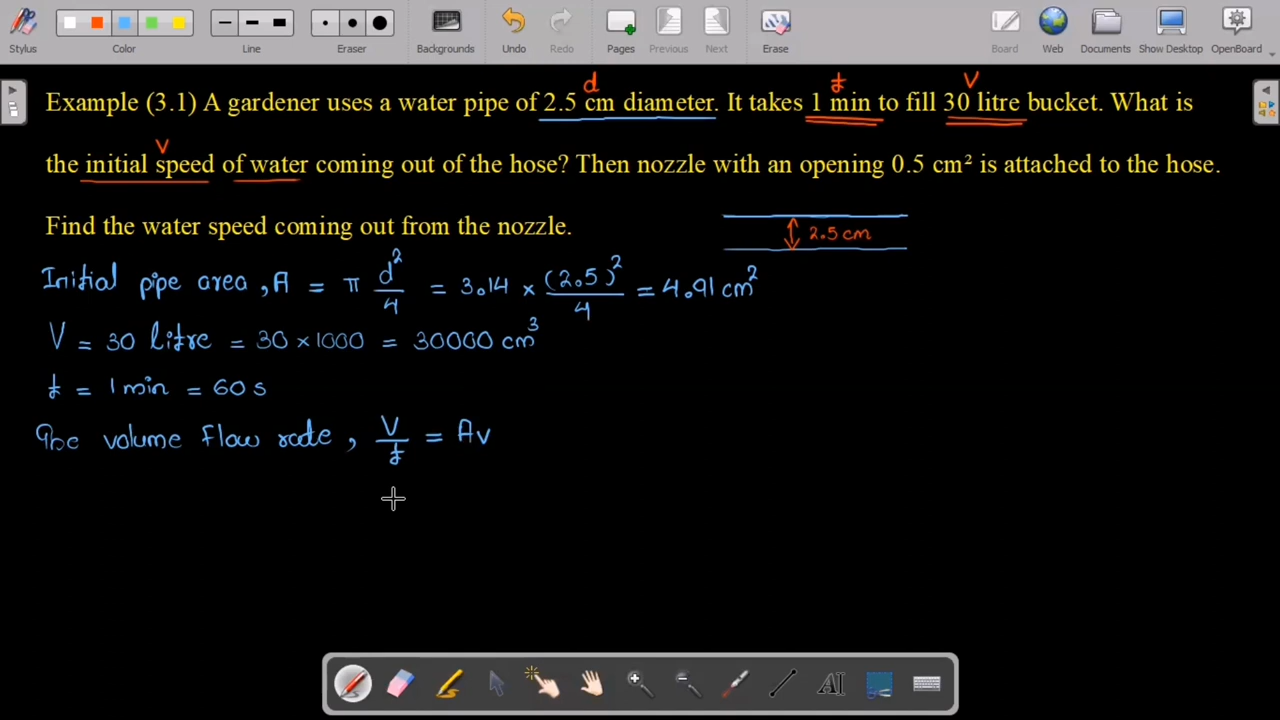 Stylus Color Line Eraser Backgrounds Undo Redo Pages Previous Next Erase Board Web Documents Show Desktop OpenBoard
d t V
Example (3.1) A gardener uses a water pipe of 2.5 cm diameter. It takes 1 min to fill 30 litre bucket. What is
v
the initial speed of water coming out of the hose? Then nozzle with an opening 0.5 cm² is attached to the hose.
Find the water speed coming out from the nozzle.
2.5 cm
Initial pipe area, A = π d²/4 = 3.14 × (2.5)²/4 = 4.91 cm²
V = 30 litre = 30 × 1000 = 30000 cm³
t = 1 min = 60 s
The volume flow rate, V/t = Av
AI